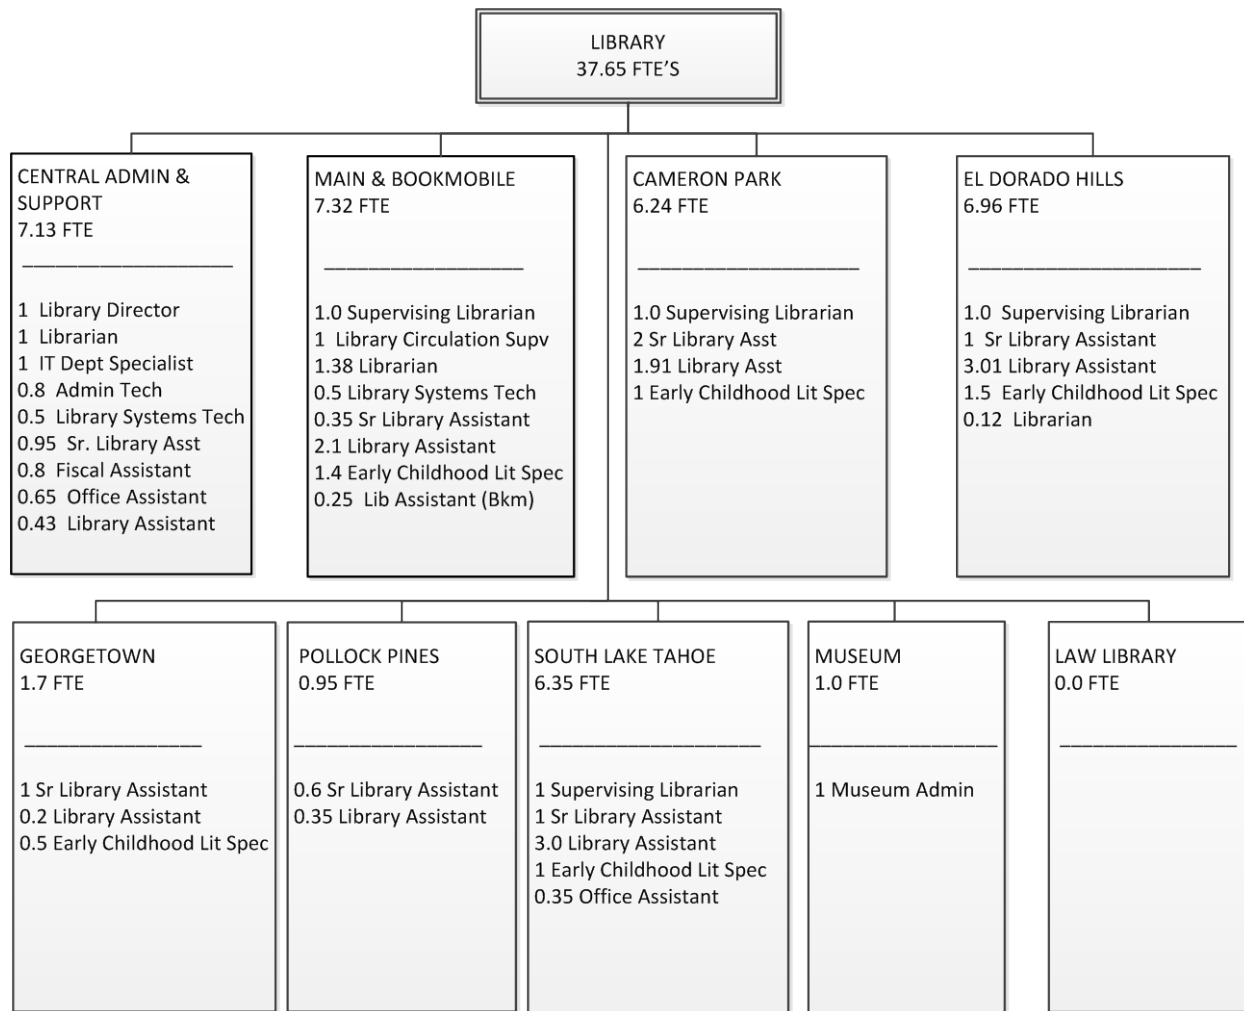 LIBRARY
37.65 FTE'S
CENTRAL ADMIN &
SUPPORT
7.13 FTE
1 Library Director
1 Librarian
1 IT Dept Specialist
0.8 Admin Tech
0.5 Library Systems Tech
0.95 Sr. Library Asst
0.8 Fiscal Assistant
0.65 Office Assistant
0.43 Library Assistant
MAIN & BOOKMOBILE
7.32 FTE
1.0 Supervising Librarian
1 Library Circulation Supv
1.38 Librarian
0.5 Library Systems Tech
0.35 Sr Library Assistant
2.1 Library Assistant
1.4 Early Childhood Lit Spec
0.25 Lib Assistant (Bkm)
CAMERON PARK
6.24 FTE
1.0 Supervising Librarian
2 Sr Library Asst
1.91 Library Asst
1 Early Childhood Lit Spec
EL DORADO HILLS
6.96 FTE
1.0 Supervising Librarian
1 Sr Library Assistant
3.01 Library Assistant
1.5 Early Childhood Lit Spec
0.12 Librarian
GEORGETOWN
1.7 FTE
1 Sr Library Assistant
0.2 Library Assistant
0.5 Early Childhood Lit Spec
POLLOCK PINES
0.95 FTE
0.6 Sr Library Assistant
0.35 Library Assistant
SOUTH LAKE TAHOE
6.35 FTE
1 Supervising Librarian
1 Sr Library Assistant
3.0 Library Assistant
1 Early Childhood Lit Spec
0.35 Office Assistant
MUSEUM
1.0 FTE
1 Museum Admin
LAW LIBRARY
0.0 FTE